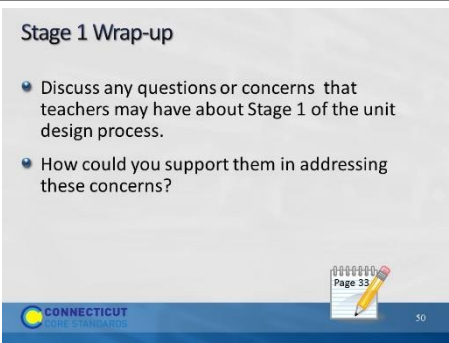 Stage 1 Wrap-up
Discuss any questions or concerns that
teachers may have about Stage 1 of the unit
design process.
How could you support them in addressing
these concerns?
Page 33
CONNECTICUT
CORE STANDARDS
50